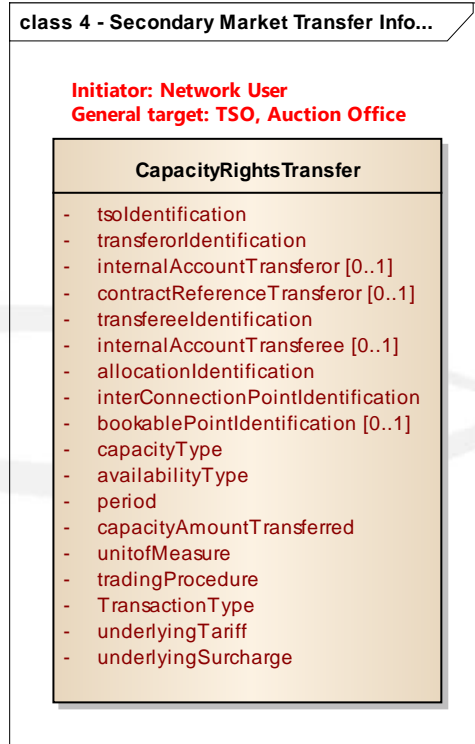 class 4 - Secondary Market Transfer Info...
Initiator: Network User
General target: TSO, Auction Office
CapacityRightsTransfer
- tsoIdentification
- transferorIdentification
- internalAccountTransferor [0..1]
- contractReferenceTransferor [0..1]
- transfereeIdentification
- internalAccountTransferee [0..1]
- allocationIdentification
- interConnectionPointIdentification
- bookablePointIdentification [0..1]
- capacityType
- availabilityType
- period
- capacityAmountTransferred
- unitofMeasure
- tradingProcedure
- TransactionType
- underlyingTariff
- underlyingSurcharge